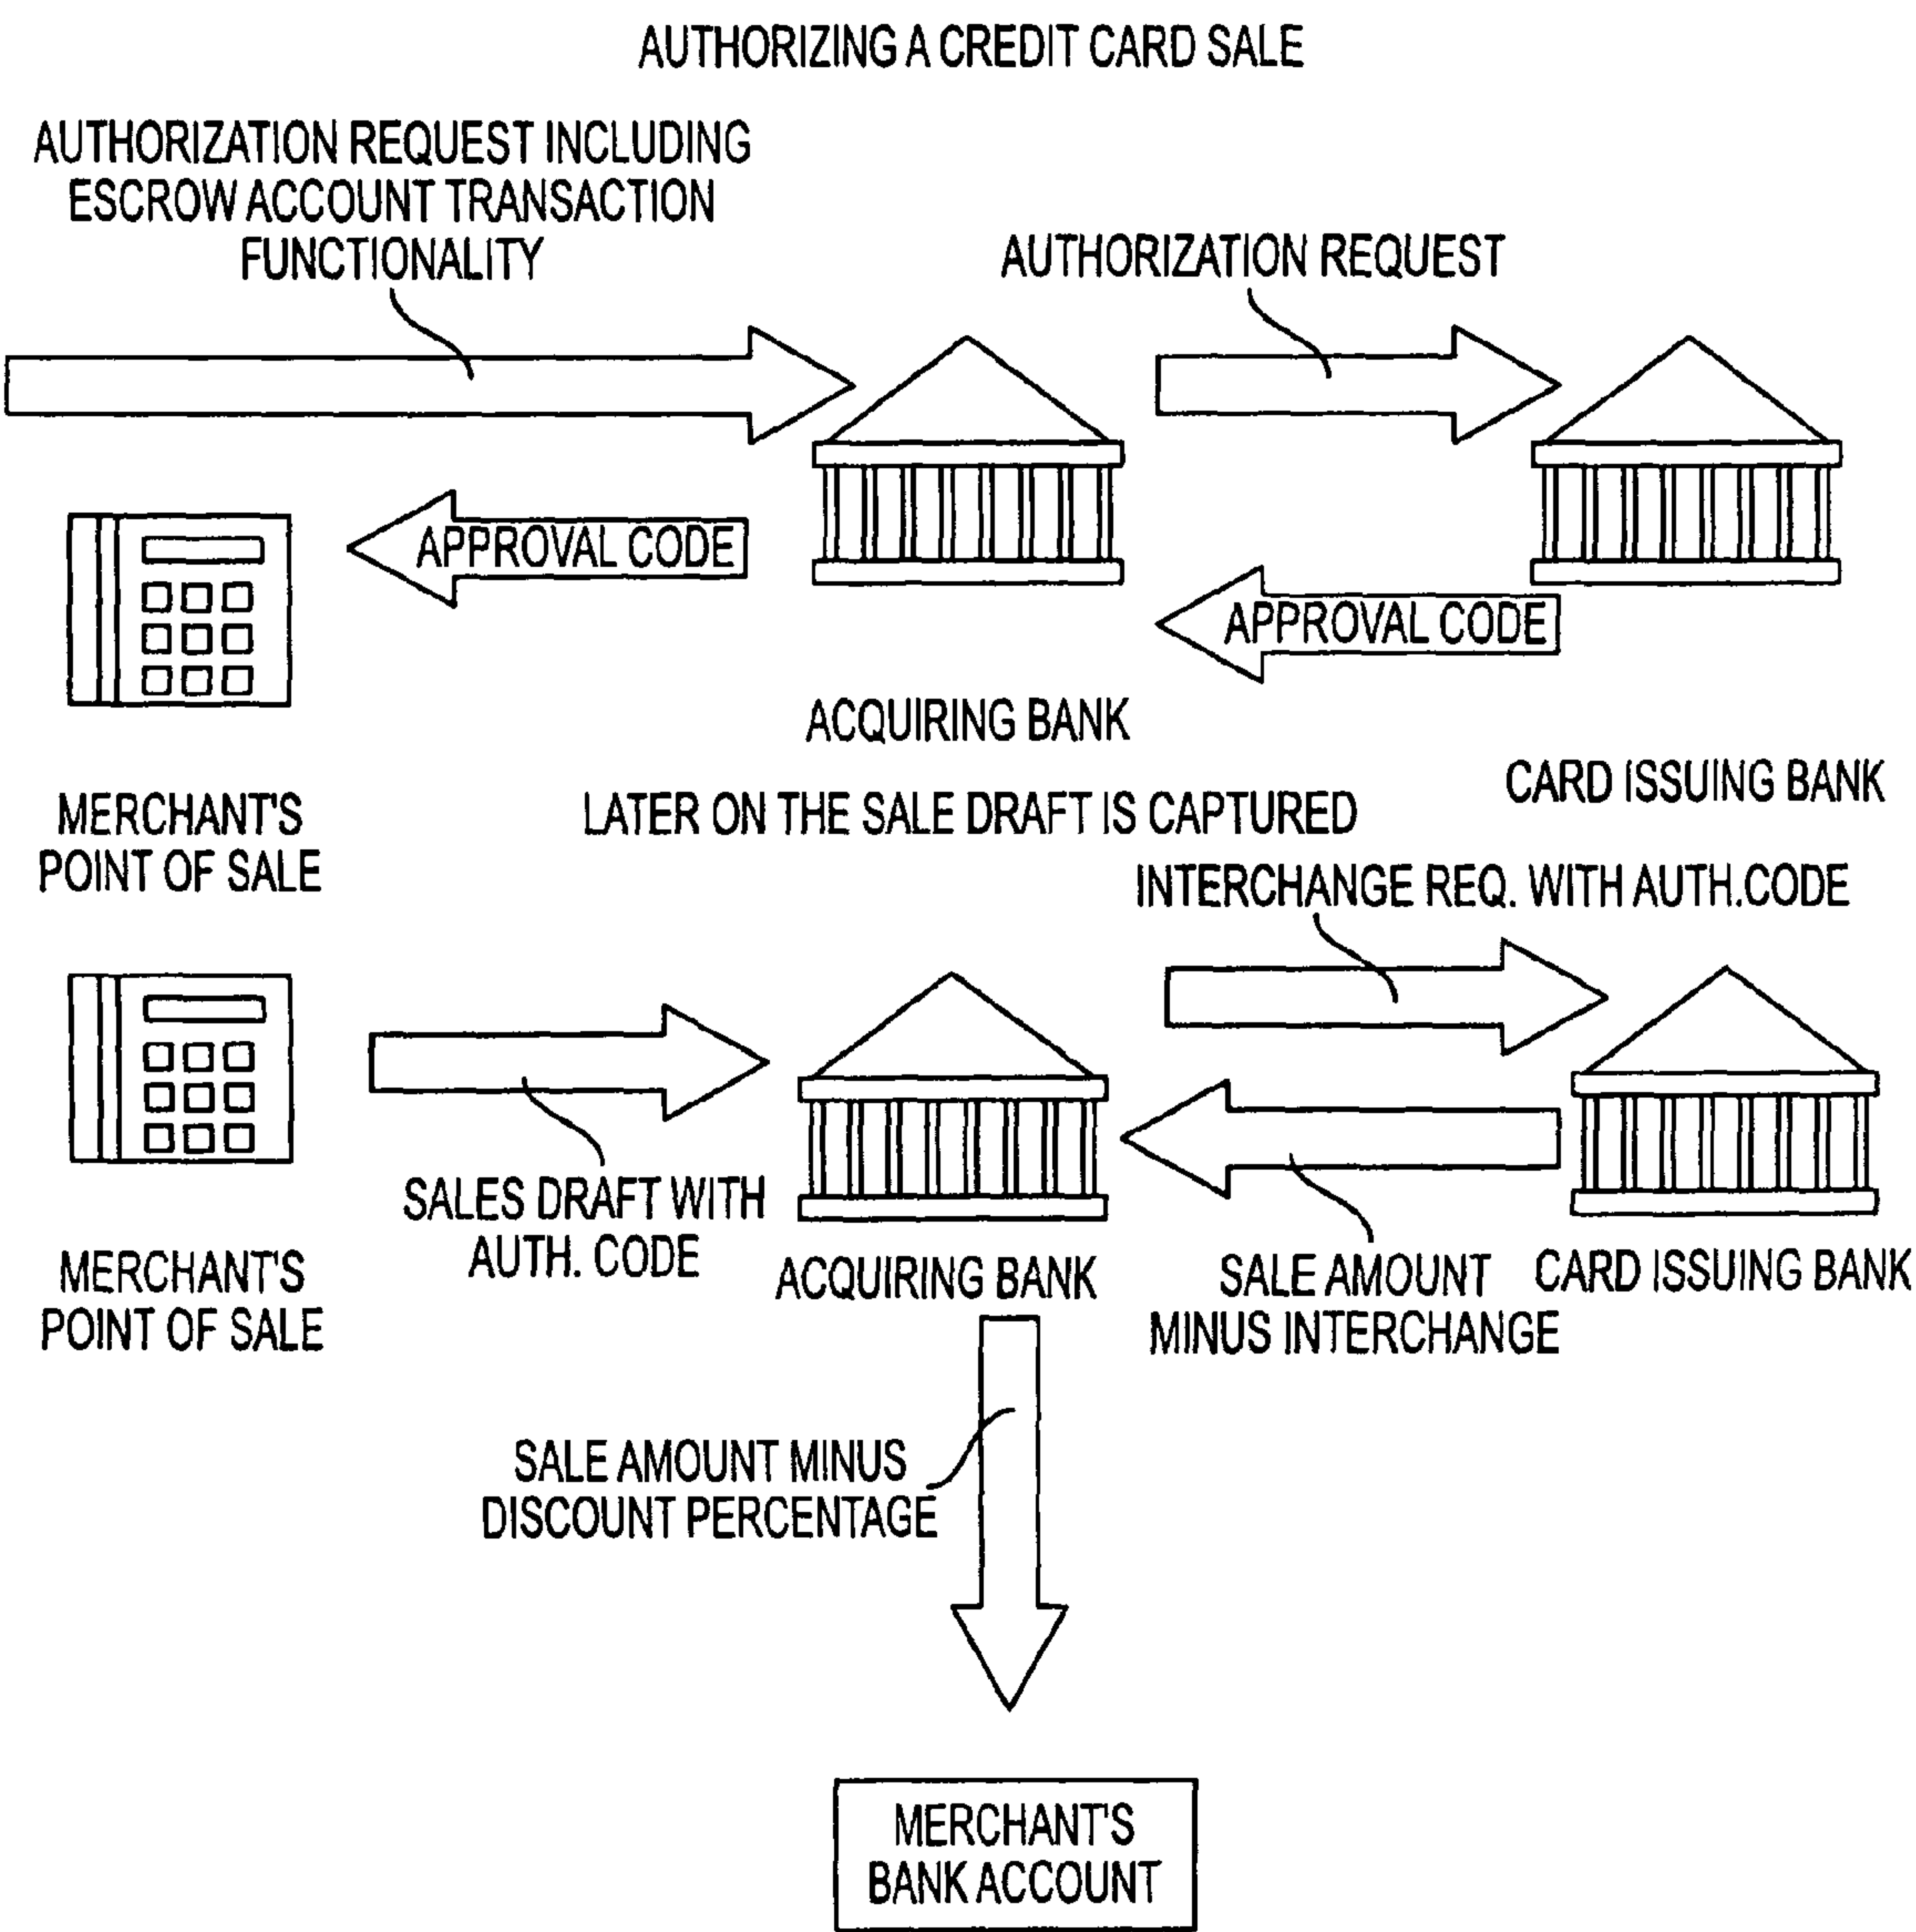 AUTHORIZING A CREDIT CARD SALE
AUTHORIZATION REQUEST INCLUDING
ESCROW ACCOUNT TRANSACTION
FUNCTIONALITY
AUTHORIZATION REQUEST
APPROVAL CODE
APPROVAL CODE
ACQUIRING BANK
CARD ISSUING BANK
MERCHANT'S
POINT OF SALE
LATER ON THE SALE DRAFT IS CAPTURED
INTERCHANGE REQ. WITH AUTH.CODE
SALES DRAFT WITH
AUTH. CODE
MERCHANT'S
POINT OF SALE
ACQUIRING BANK
SALE AMOUNT
MINUS INTERCHANGE
CARD ISSUING BANK
SALE AMOUNT MINUS
DISCOUNT PERCENTAGE
MERCHANT'S
BANK ACCOUNT